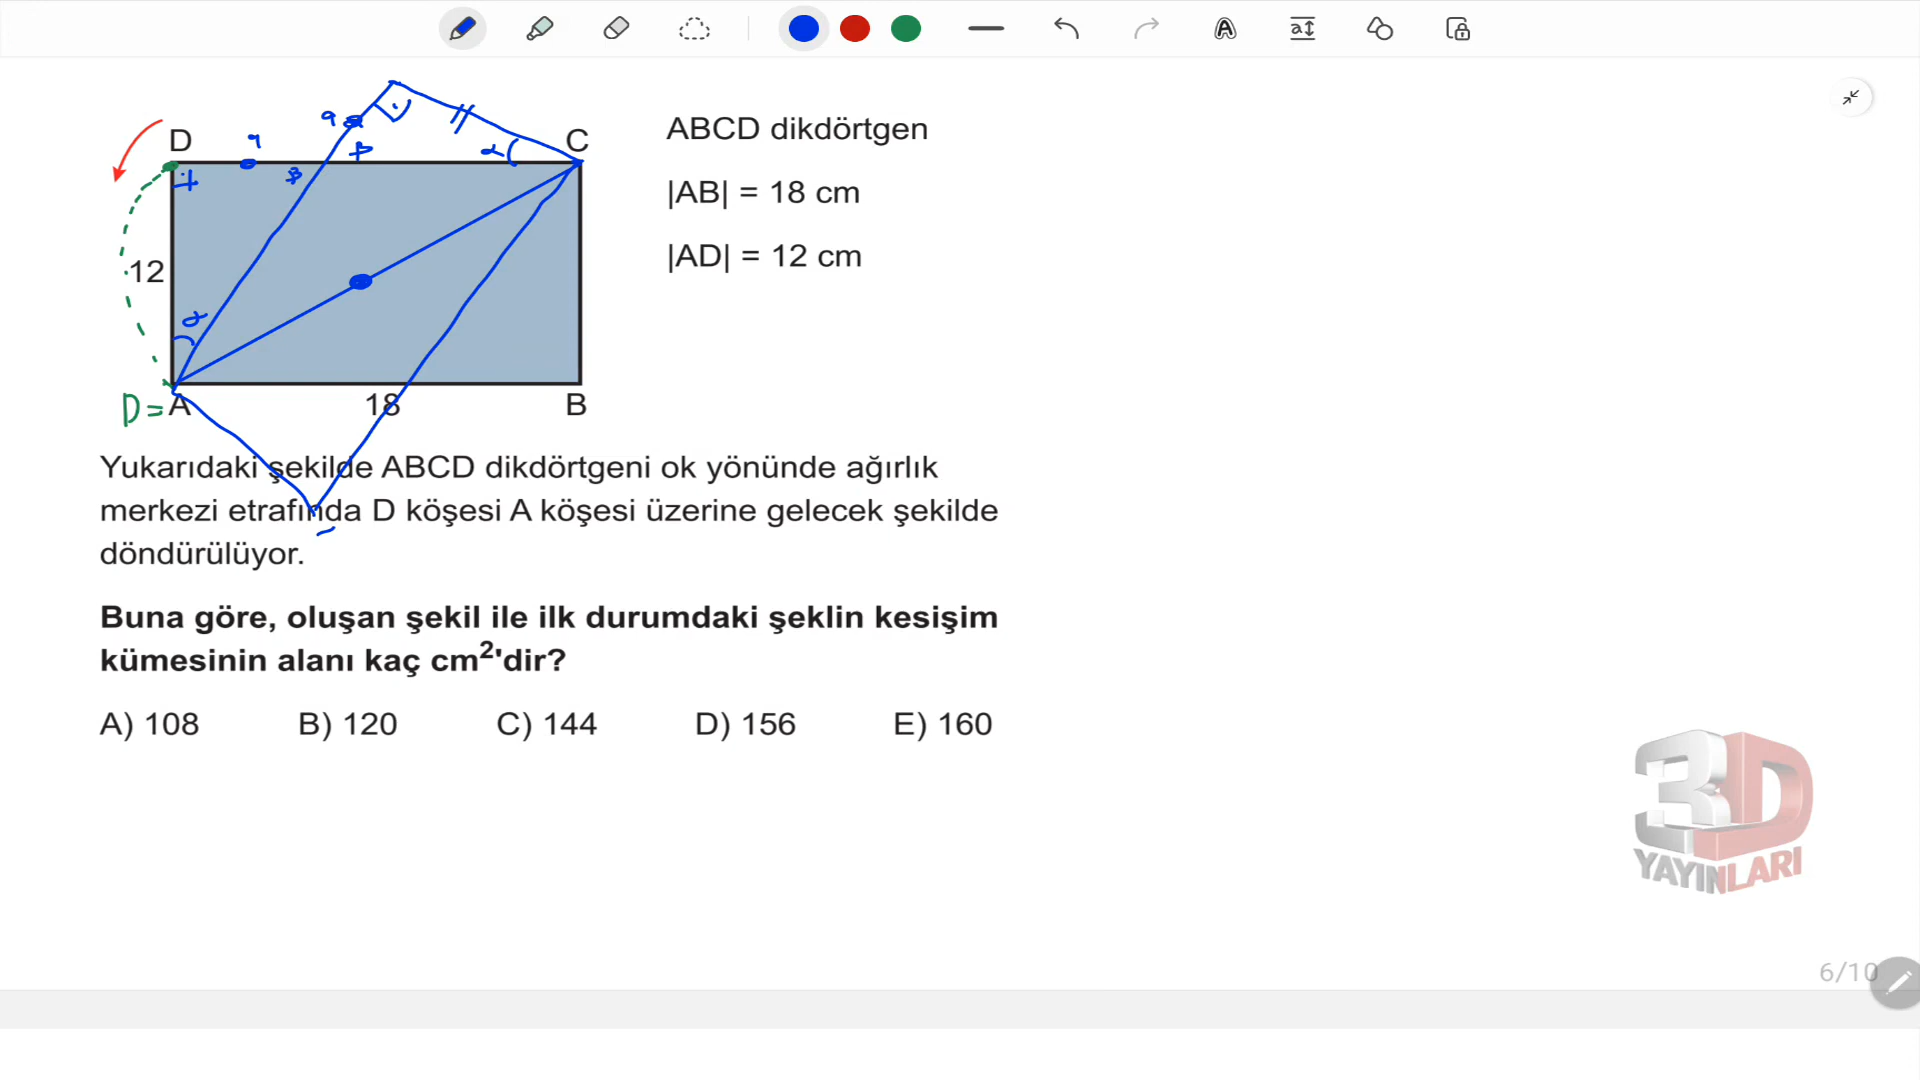 D
C
ABCD dikdörtgen
|AB| = 18 cm
|AD| = 12 cm
12
α
α
β
β
D = A
18
B
Yukarıdaki şekilde ABCD dikdörtgeni ok yönünde ağırlık
merkezi etrafında D köşesi A köşesi üzerine gelecek şekilde
döndürülüyor.
Buna göre, oluşan şekil ile ilk durumdaki şeklin kesişim
kümesinin alanı kaç cm²'dir?
A) 108 B) 120 C) 144 D) 156 E) 160
3D
YAYINLARI
6/10